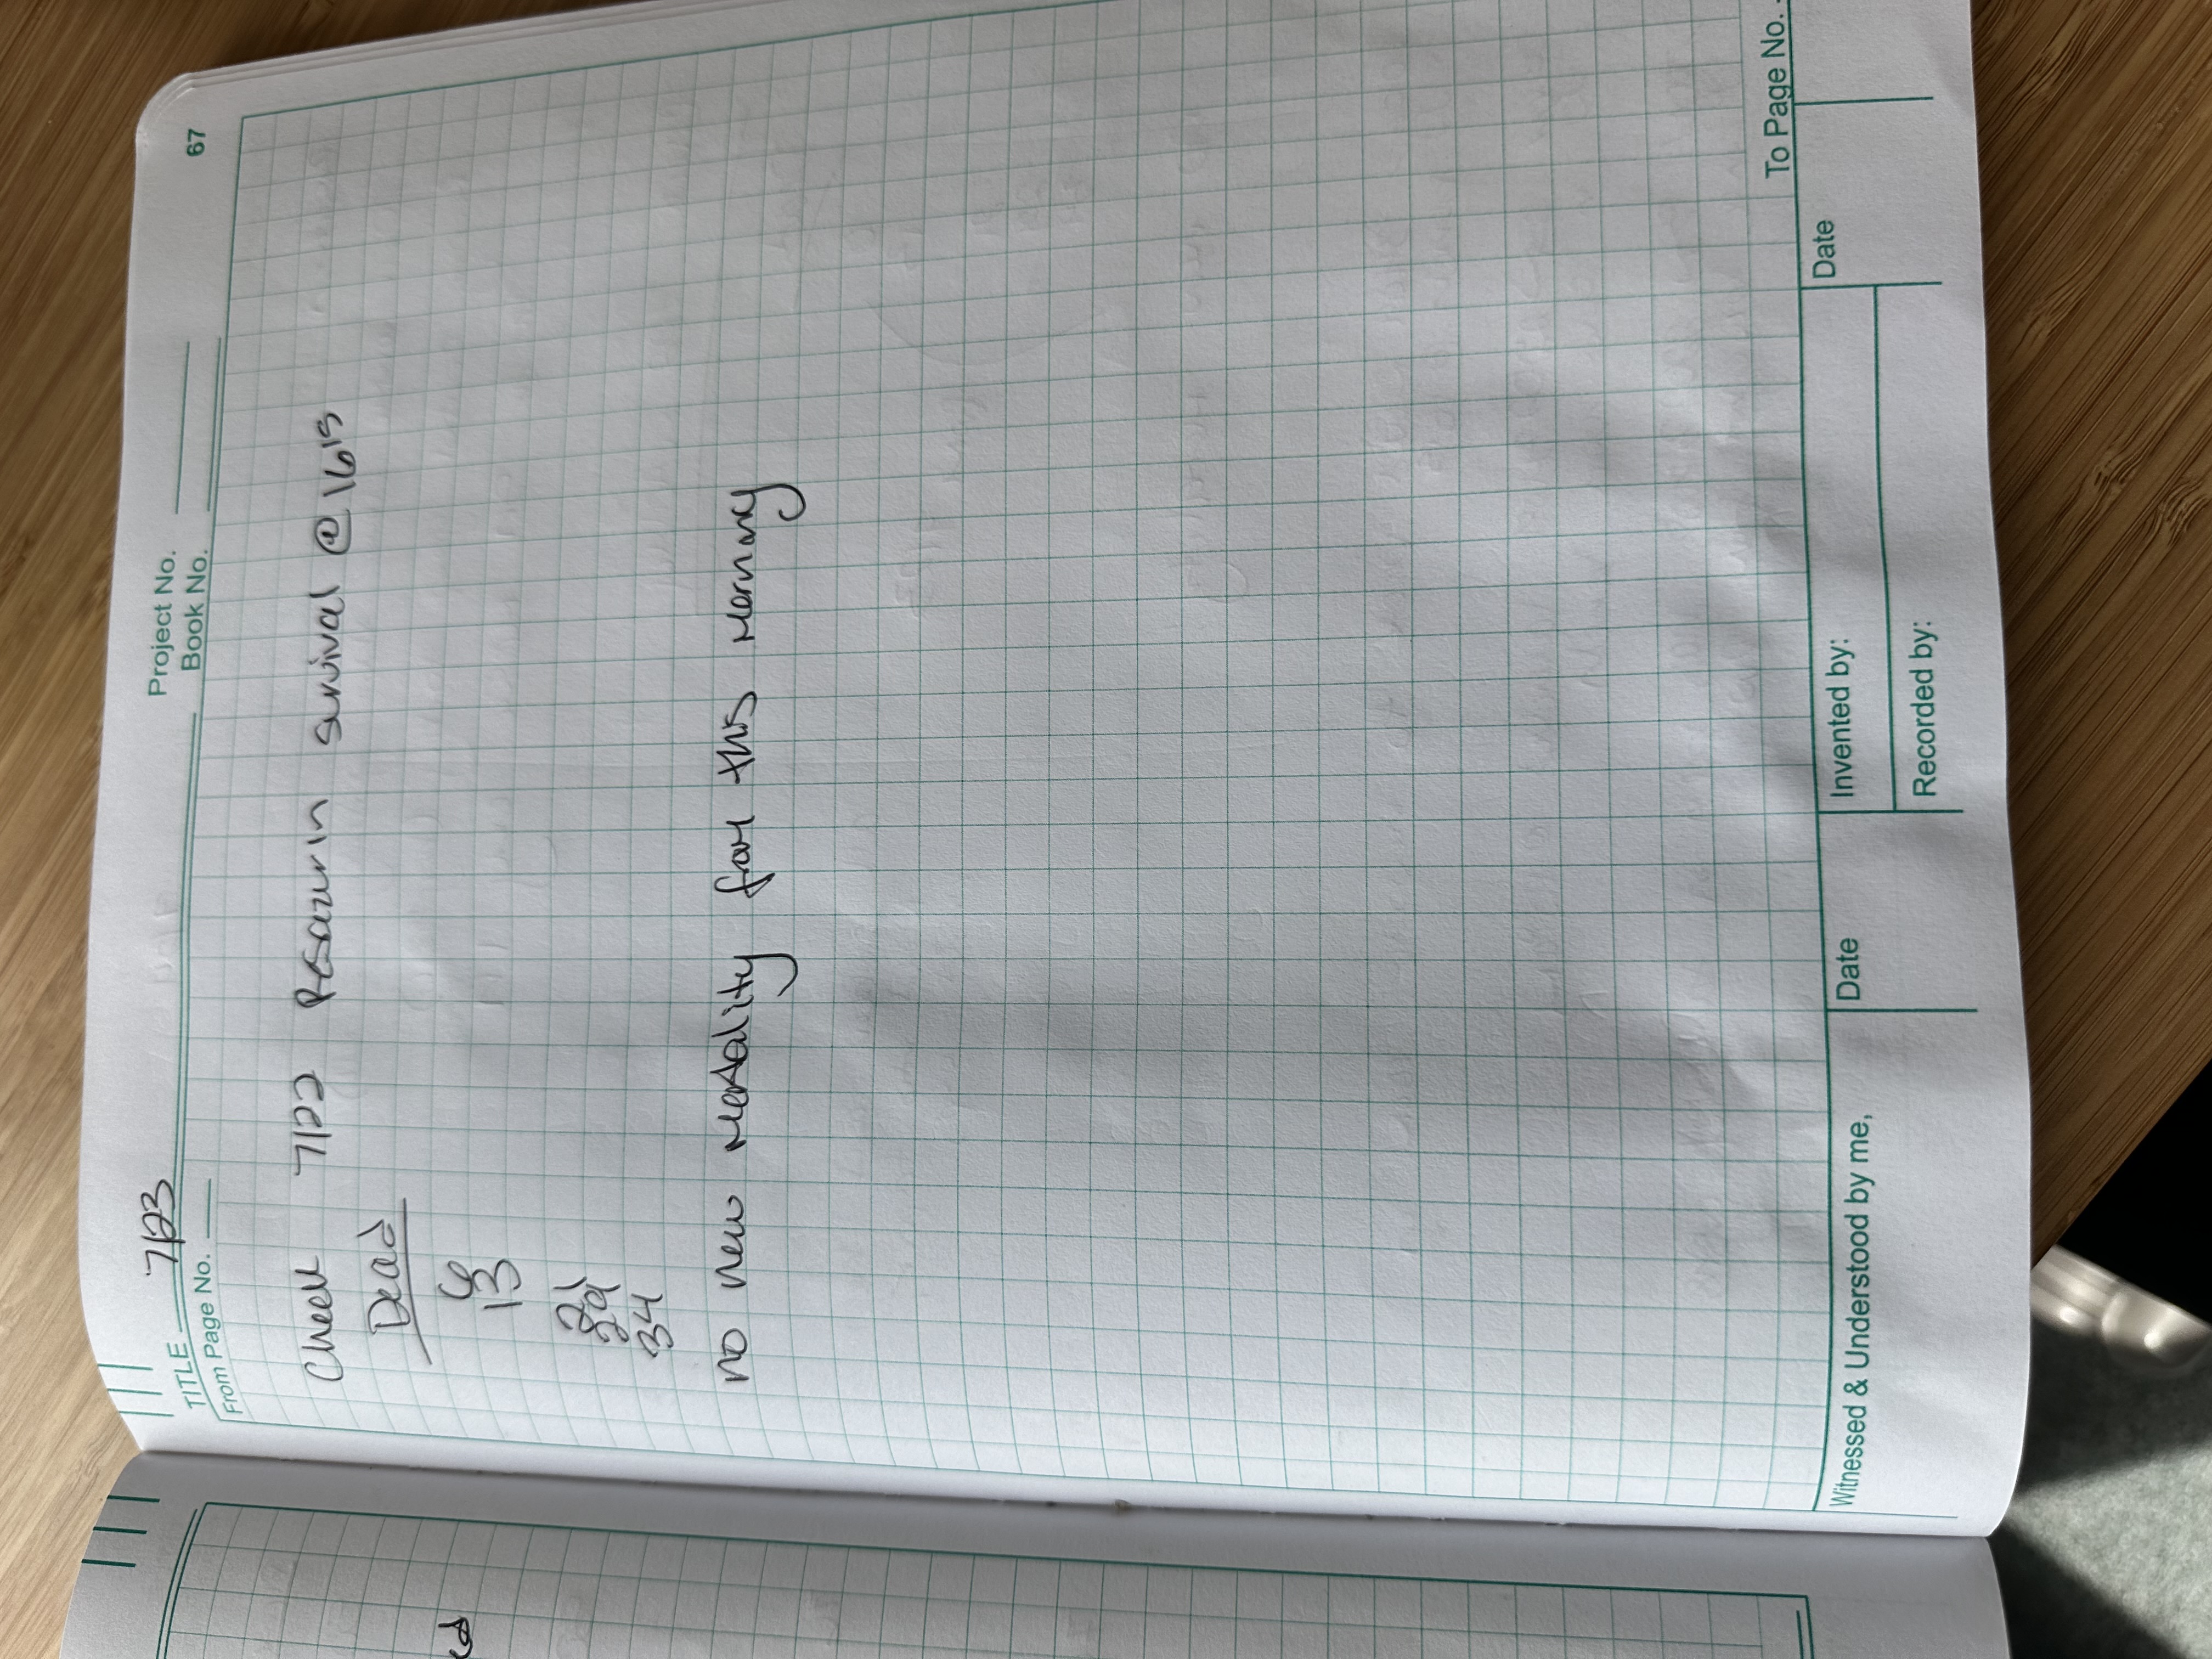 TITLE 7/23
Project No.
Book No.
67
From Page No.
Check 7/22 Resazurin survival @ 1615
Dead
6
13
21
29
34
no new mortality from this morning
To Page No.
Witnessed & Understood by me,
Date
Invented by:
Date
Recorded by: